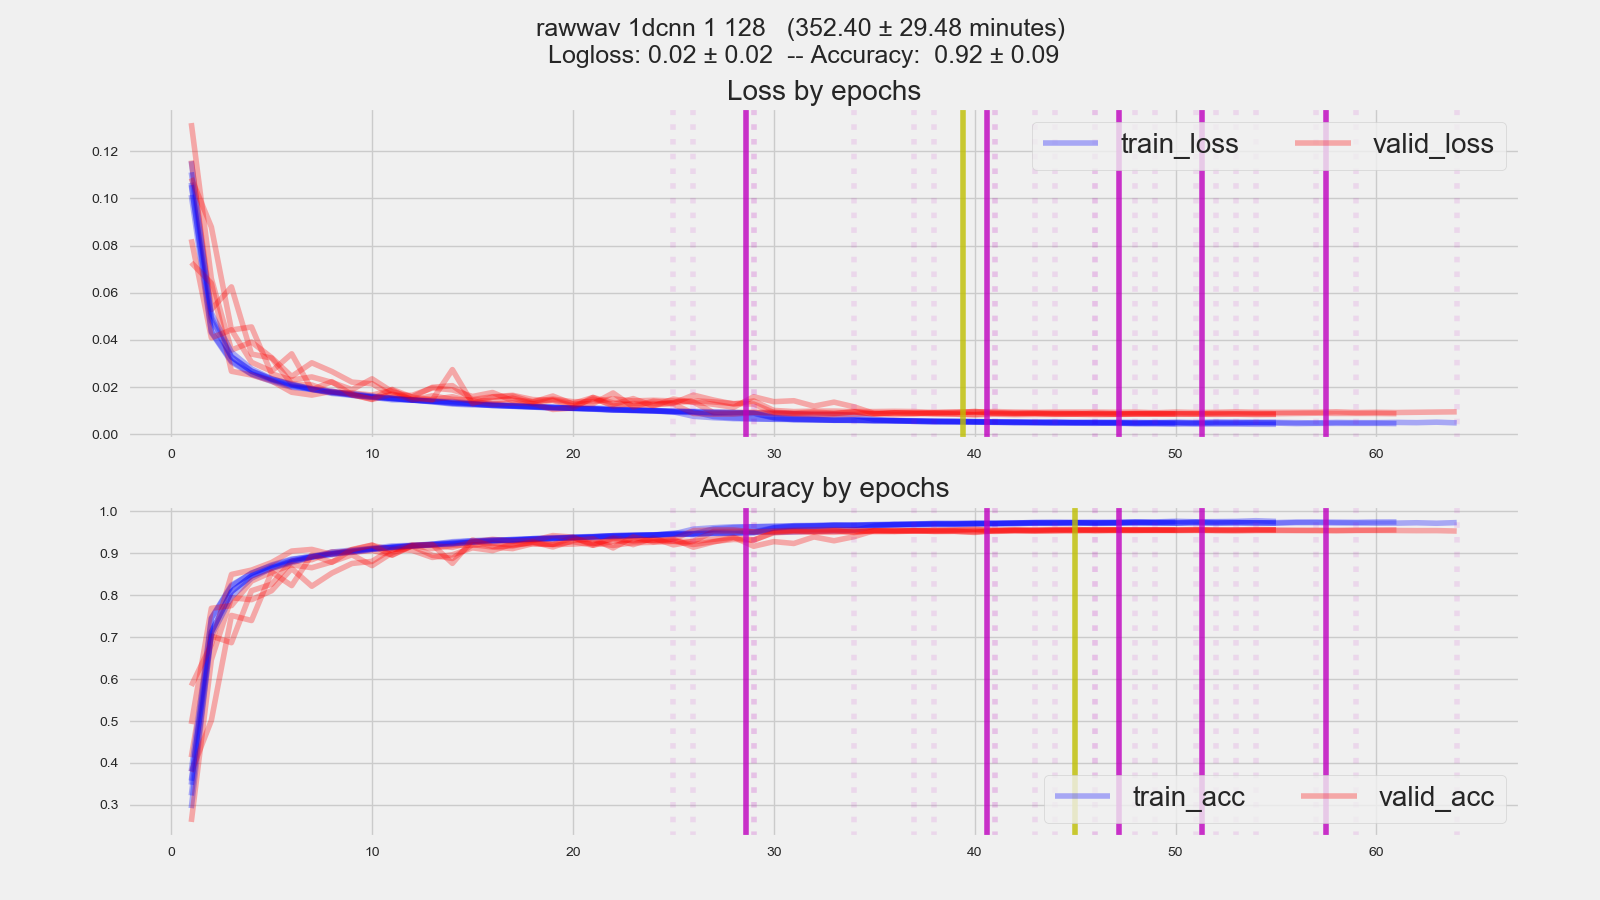 rawwav 1dcnn 1 128 (352.40 ± 29.48 minutes)
Logloss: 0.02 ± 0.02 -- Accuracy: 0.92 ± 0.09
Loss by epochs
train_loss valid_loss
0.12
0.10
0.08
0.06
0.04
0.02
0.00
0 10 20 30 40 50 60
Accuracy by epochs
1.0
0.9
0.8
0.7
0.6
0.5
0.4
0.3
train_acc valid_acc
0 10 20 30 40 50 60